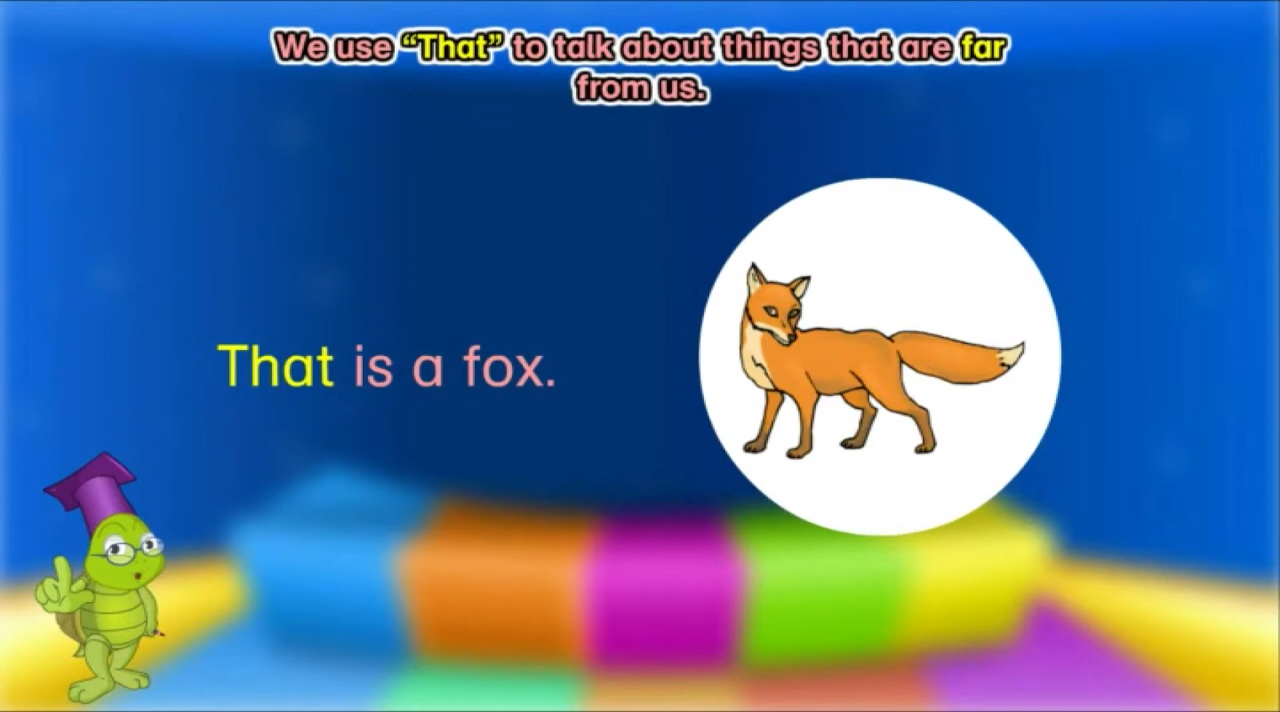 We use “That” to talk about things that are far
from us.
That is a fox.